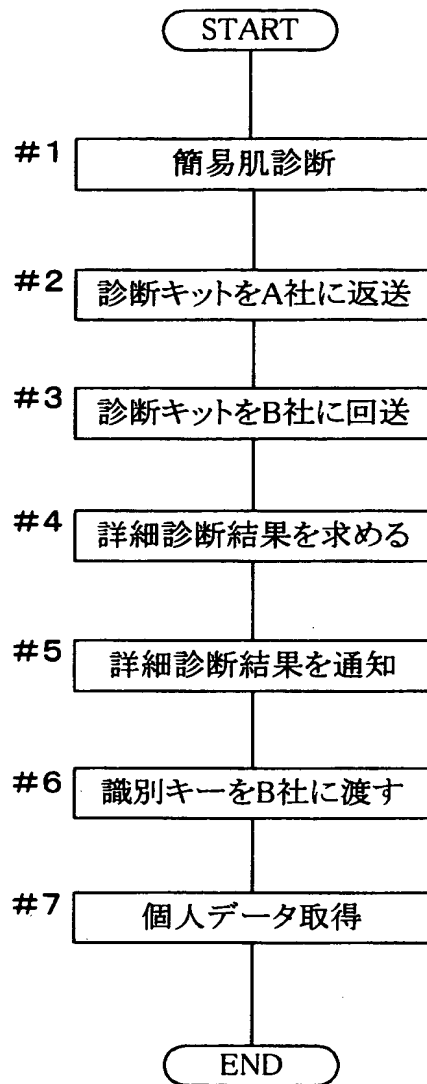 START
#1 簡易肌診断
#2 診断キットをA社に返送
#3 診断キットをB社に回送
#4 詳細診断結果を求める
#5 詳細診断結果を通知
#6 識別キーをB社に渡す
#7 個人データ取得
END